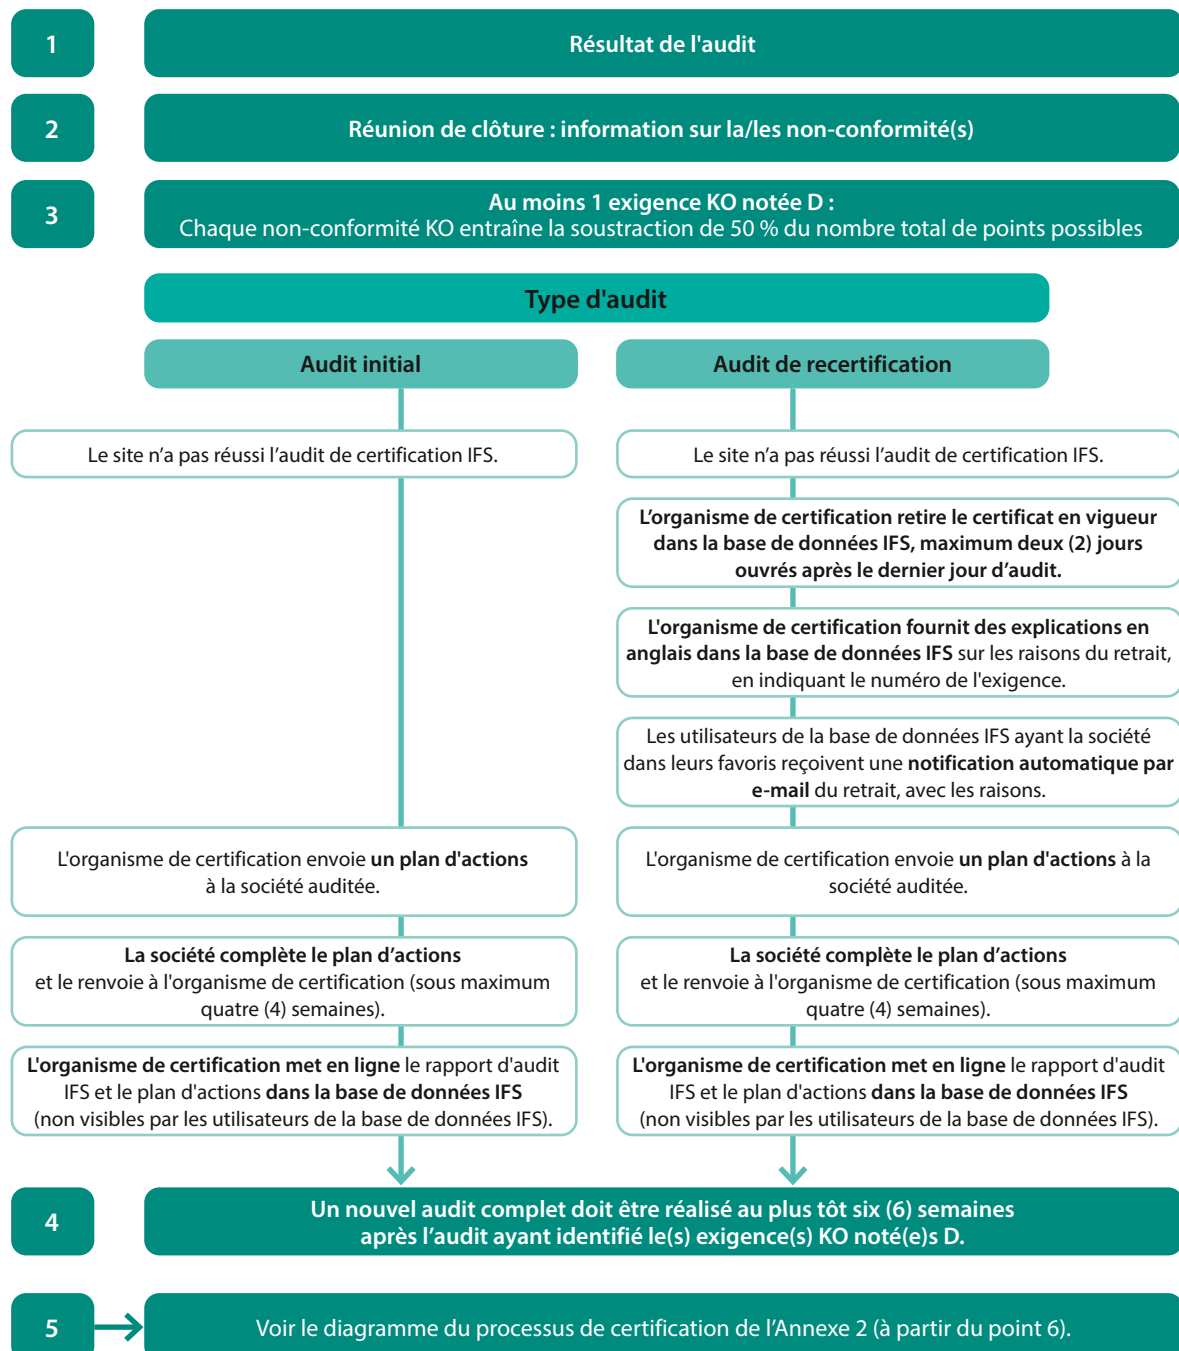 1
Résultat de l'audit
2
Réunion de clôture : information sur la/les non-conformité(s)
3
Au moins 1 exigence KO notée D :
Chaque non-conformité KO entraîne la soustraction de 50 % du nombre total de points possibles
Type d'audit
Audit initial
Audit de recertification
Le site n’a pas réussi l’audit de certification IFS.
Le site n’a pas réussi l’audit de certification IFS.
L’organisme de certification retire le certificat en vigueur
dans la base de données IFS, maximum deux (2) jours
ouvrés après le dernier jour d’audit.
L'organisme de certification fournit des explications en
anglais dans la base de données IFS sur les raisons du retrait,
en indiquant le numéro de l'exigence.
Les utilisateurs de la base de données IFS ayant la société
dans leurs favoris reçoivent une notification automatique par
e-mail du retrait, avec les raisons.
L'organisme de certification envoie un plan d'actions
à la société auditée.
L'organisme de certification envoie un plan d'actions à la
société auditée.
La société complète le plan d’actions
et le renvoie à l'organisme de certification (sous maximum
quatre (4) semaines).
La société complète le plan d’actions
et le renvoie à l'organisme de certification (sous maximum
quatre (4) semaines).
L'organisme de certification met en ligne le rapport d'audit
IFS et le plan d'actions dans la base de données IFS
(non visibles par les utilisateurs de la base de données IFS).
L'organisme de certification met en ligne le rapport d'audit
IFS et le plan d'actions dans la base de données IFS
(non visibles par les utilisateurs de la base de données IFS).
4
Un nouvel audit complet doit être réalisé au plus tôt six (6) semaines
après l’audit ayant identifié le(s) exigence(s) KO noté(e)s D.
5
Voir le diagramme du processus de certification de l’Annexe 2 (à partir du point 6).